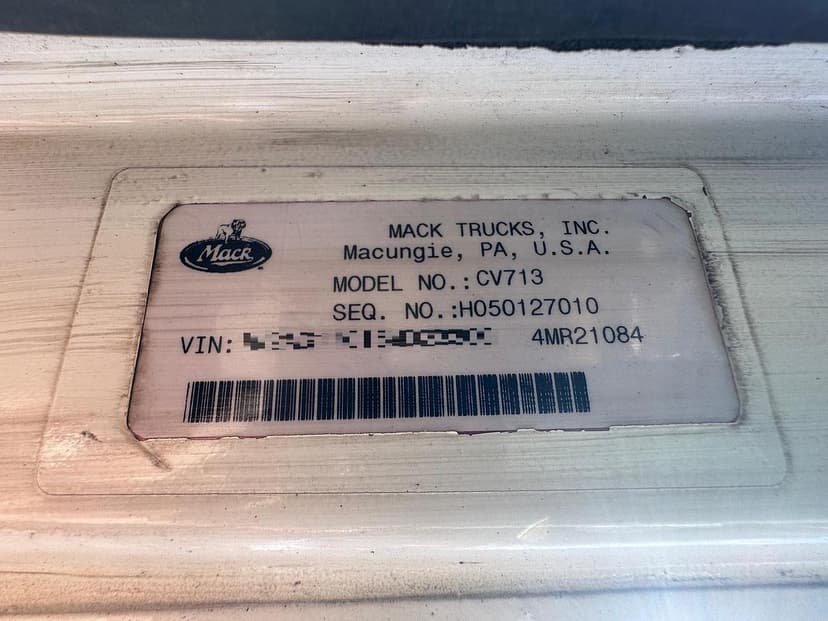 Mack
MACK TRUCKS, INC.
Macungie, PA, U.S.A.
MODEL NO.: CV713
SEQ. NO.:H050127010
VIN: 4MR21084